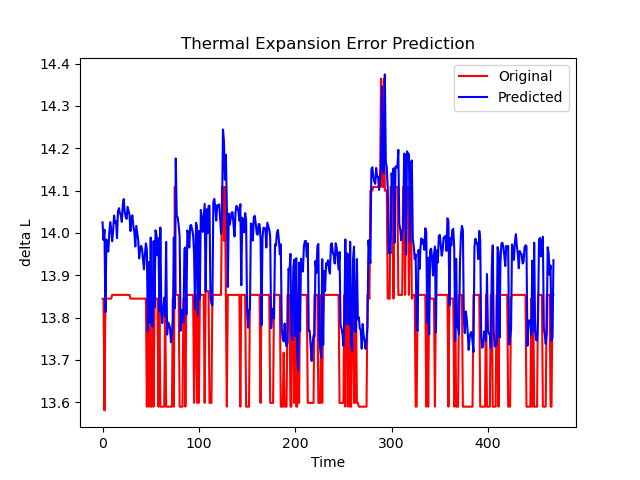 Thermal Expansion Error Prediction
Original
Predicted
delta L
14.4
14.3
14.2
14.1
14.0
13.9
13.8
13.7
13.6
0 100 200 300 400
Time